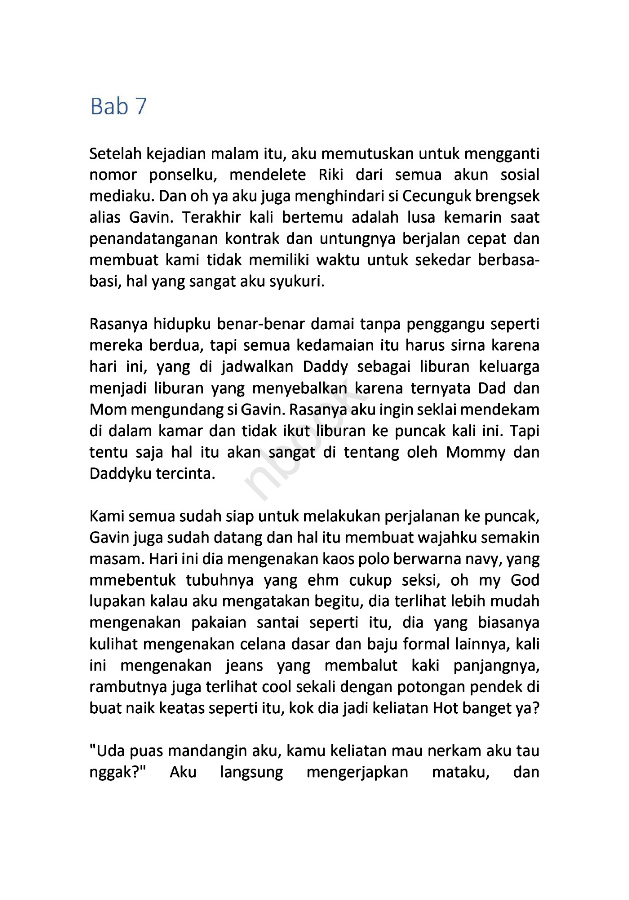 Bab 7
Setelah kejadian malam itu, aku memutuskan untuk mengganti
nomor ponselku, mendelete Riki dari semua akun sosial
mediaku. Dan oh ya aku juga menghindari si Cecunguk brengsek
alias Gavin. Terakhir kali bertemu adalah lusa kemarin saat
penandatanganan kontrak dan untungnya berjalan cepat dan
membuat kami tidak memiliki waktu untuk sekedar berbasa-
basi, hal yang sangat aku syukuri.
Rasanya hidupku benar-benar damai tanpa penggangu seperti
mereka berdua, tapi semua kedamaian itu harus sirna karena
hari ini, yang di jadwalkan Daddy sebagai liburan keluarga
menjadi liburan yang menyebalkan karena ternyata Dad dan
Mom mengundang si Gavin. Rasanya aku ingin seklai mendekam
di dalam kamar dan tidak ikut liburan ke puncak kali ini. Tapi
tentu saja hal itu akan sangat di tentang oleh Mommy dan
Daddyku tercinta.
Kami semua sudah siap untuk melakukan perjalanan ke puncak,
Gavin juga sudah datang dan hal itu membuat wajahku semakin
masam. Hari ini dia mengenakan kaos polo berwarna navy, yang
mmebentuk tubuhnya yang ehm cukup seksi, oh my God
lupakan kalau aku mengatakan begitu, dia terlihat lebih mudah
mengenakan pakaian santai seperti itu, dia yang biasanya
kulihat mengenakan celana dasar dan baju formal lainnya, kali
ini mengenakan jeans yang membalut kaki panjangnya,
rambutnya juga terlihat cool sekali dengan potongan pendek di
buat naik keatas seperti itu, kok dia jadi keliatan Hot banget ya?
"Uda puas mandangin aku, kamu keliatan mau nerkam aku tau
nggak?" Aku langsung mengerjapkan mataku, dan
nbook